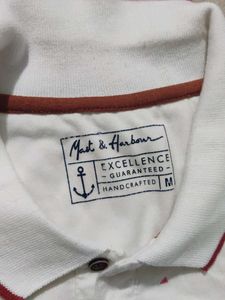 Mast & Harbour
EXCELLENCE
GUARANTEED
HANDCRAFTED M